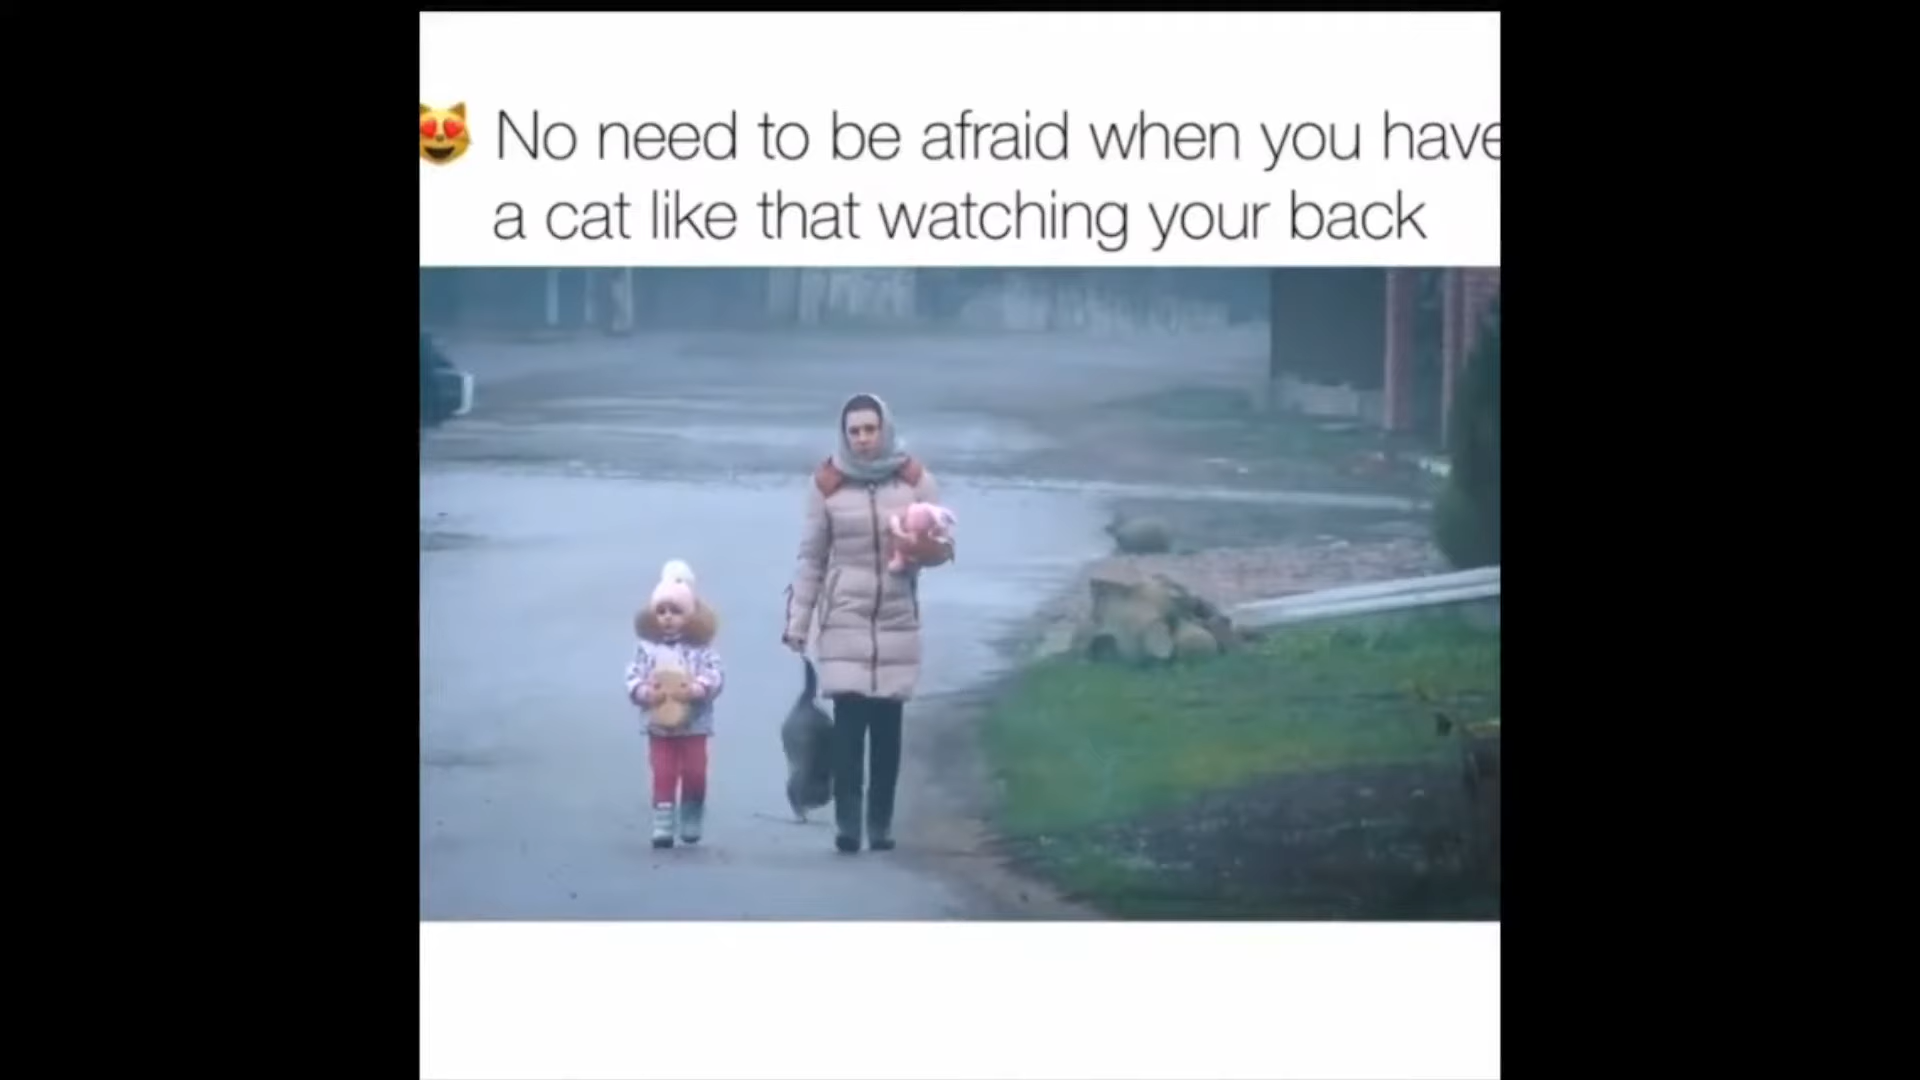 😻 No need to be afraid when you have
a cat like that watching your back